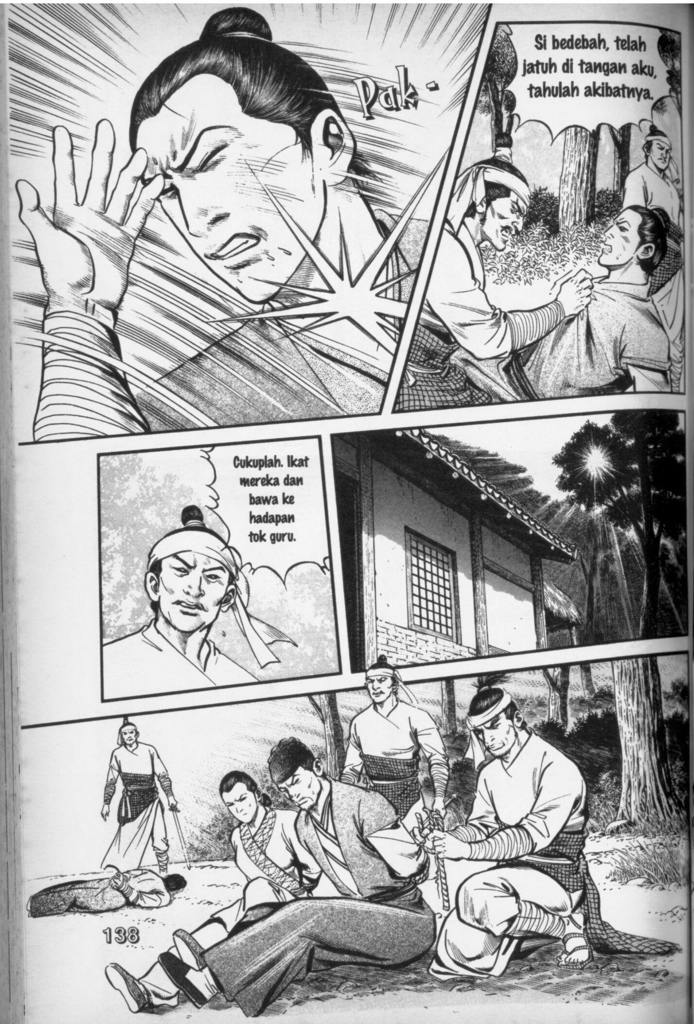 Pak -
Si bedebah, telah
jatuh di tangan aku,
tahulah akibatnya.
Cukuplah. Ikat
mereka dan
bawa ke
hadapan
tok guru.
138